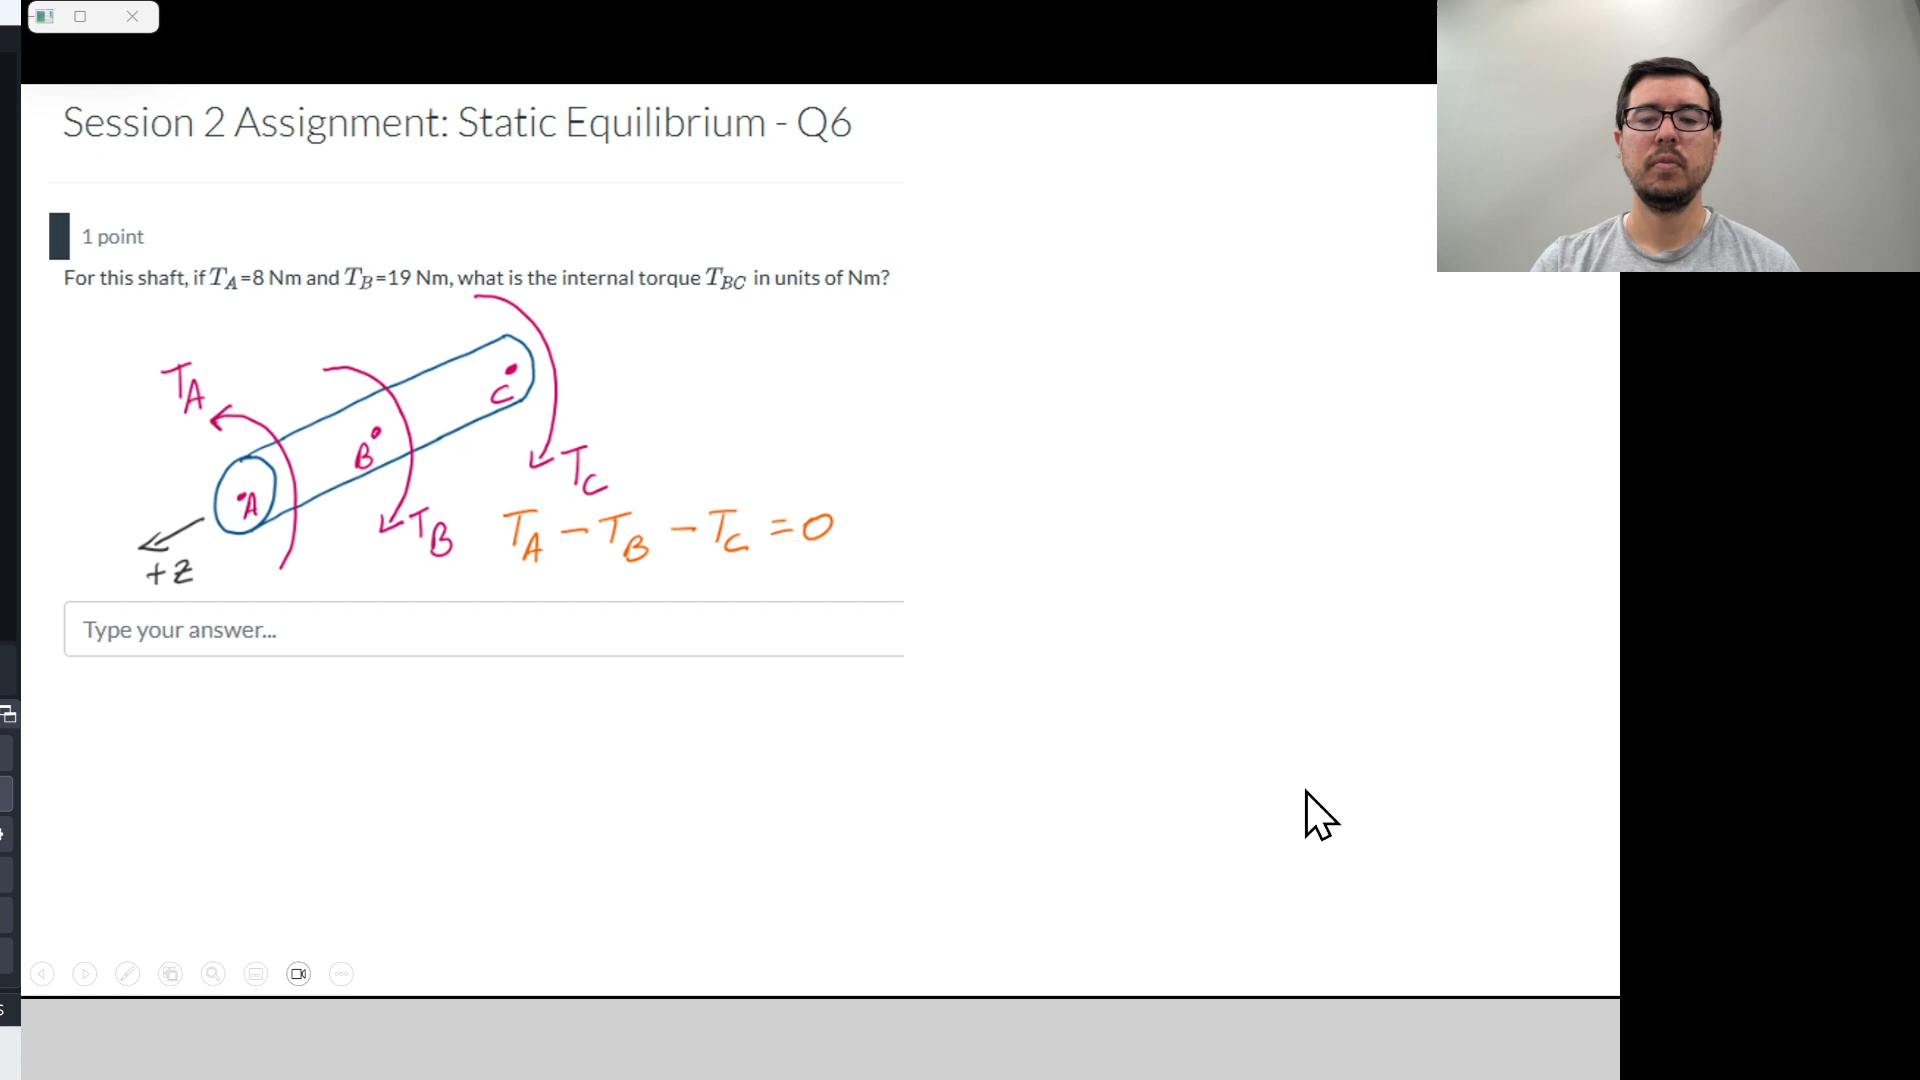 Session 2 Assignment: Static Equilibrium - Q6
1 point
For this shaft, if T_A=8 Nm and T_B=19 Nm, what is the internal torque T_BC in units of Nm?
T_A
C
B
T_C
A
T_B
T_A - T_B - T_C = 0
+Z
Type your answer...
S